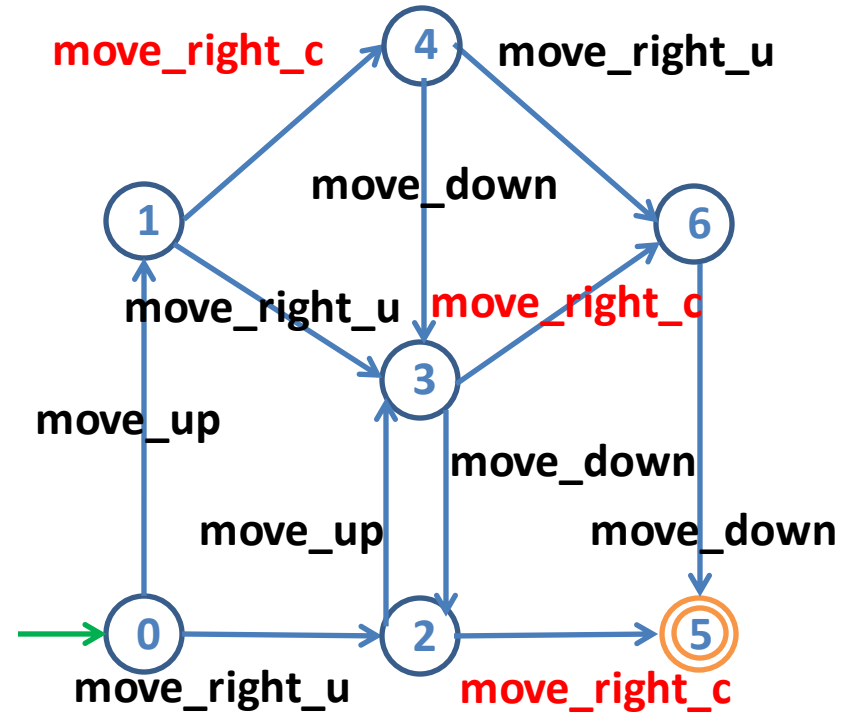 move_right_c
4
move_right_u
move_down
1
6
move_right_u
move_right_c
3
move_up
move_down
move_up
move_down
0
2
5
move_right_u
move_right_c